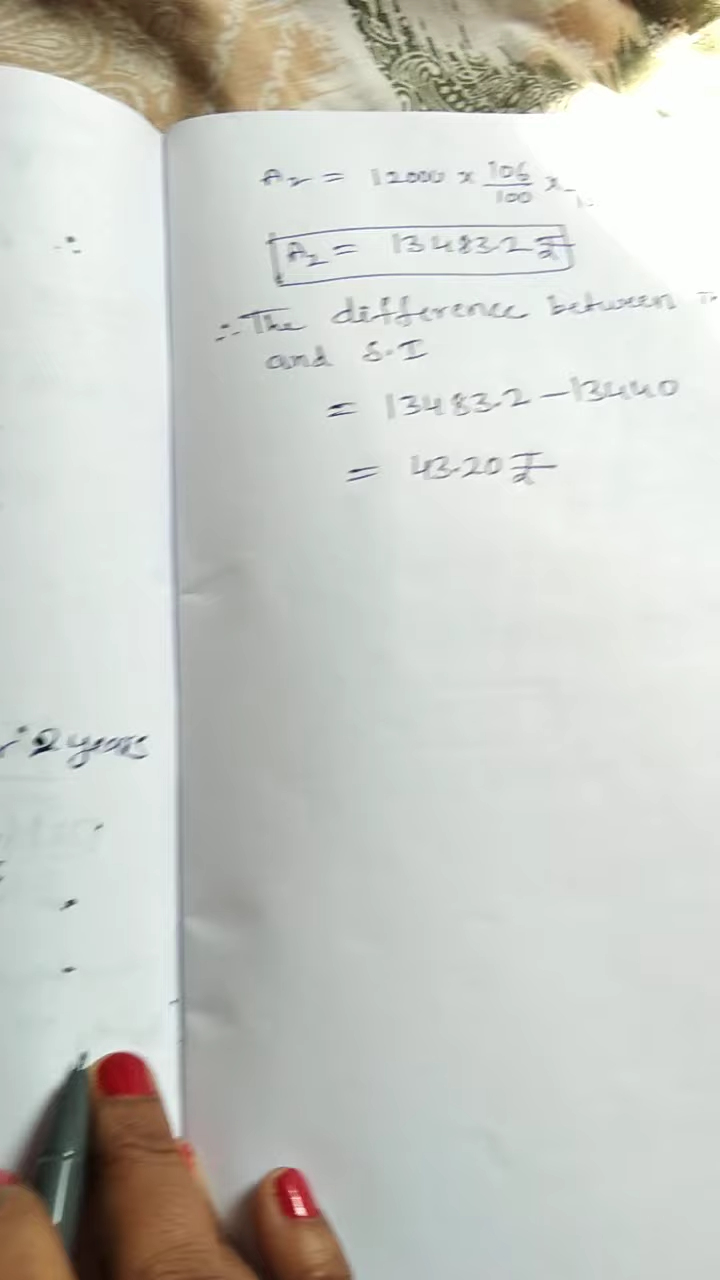 A₂ = 12000 × 106/100 ×
A₂ = 13483.2 ₹
∴ The difference between
and S.I
= 13483.2 – 13440
= 43.20 ₹
2 years